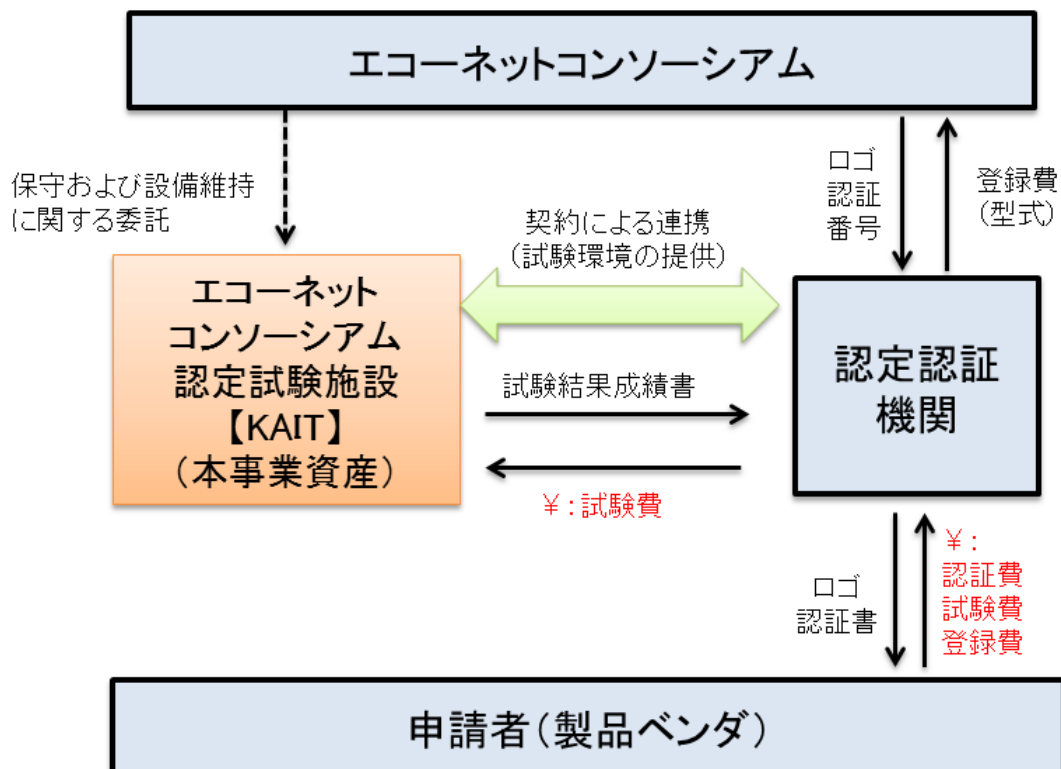 エコーネットコンソーシアム
保守および設備維持
に関する委託
ロゴ
認証
番号
登録費
(型式)
契約による連携
(試験環境の提供)
エコーネット
コンソーシアム
認定試験施設
【KAIT】
(本事業資産)
認定認証
機関
試験結果成績書
¥:試験費
ロゴ
認証書
¥:
認証費
試験費
登録費
申請者(製品ベンダ)